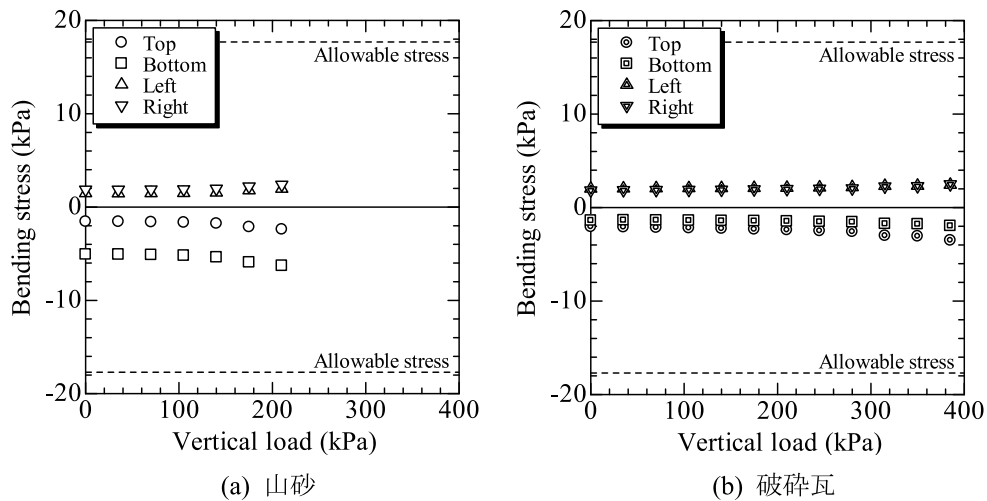 20
10
0
-10
-20
Bending stress (kPa)
Top
Bottom
Left
Right
Allowable stress
Allowable stress
0
100
200
300
400
Vertical load (kPa)
(a) 山砂
20
10
0
-10
-20
Bending stress (kPa)
Top
Bottom
Left
Right
Allowable stress
Allowable stress
0
100
200
300
400
Vertical load (kPa)
(b) 破砕瓦